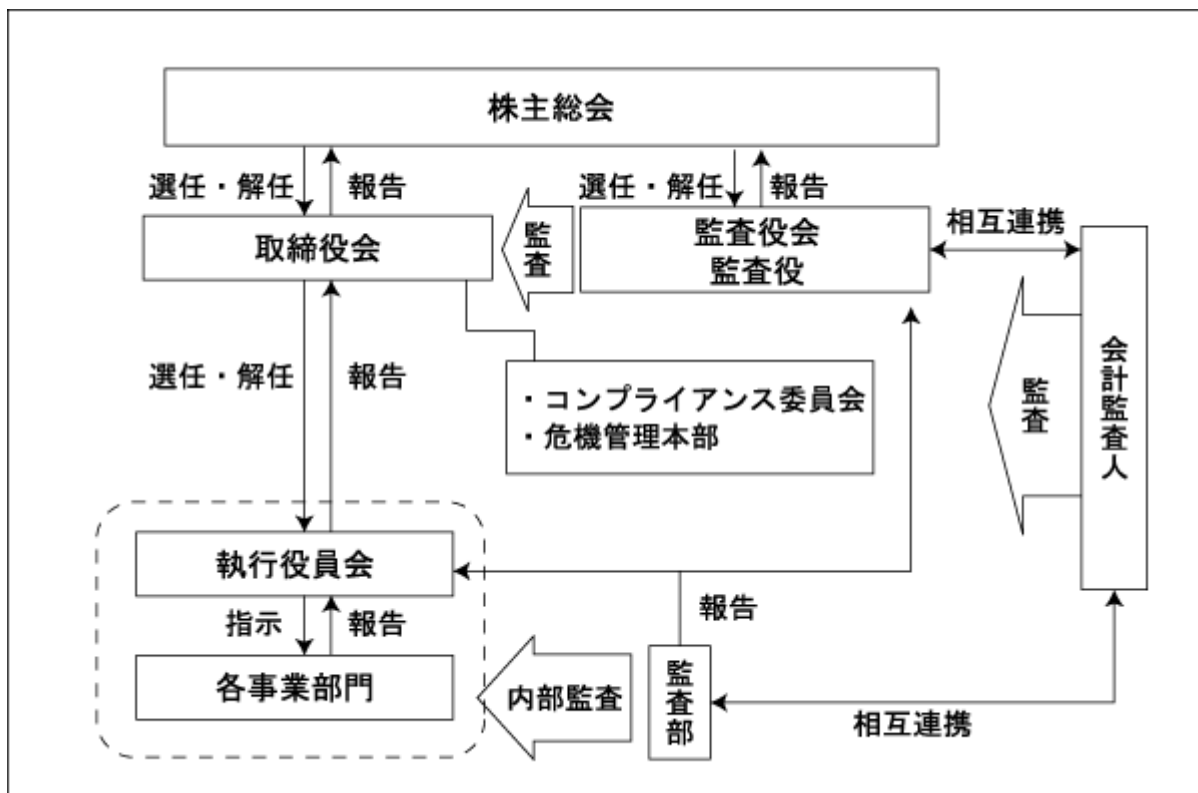 株主総会
選任・解任
報告
選任・解任
報告
取締役会
監査
監査役会
監査役
相互連携
選任・解任
報告
・コンプライアンス委員会
・危機管理本部
監査
会計監査人
執行役員会
指示
報告
報告
各事業部門
内部監査
監査部
相互連携